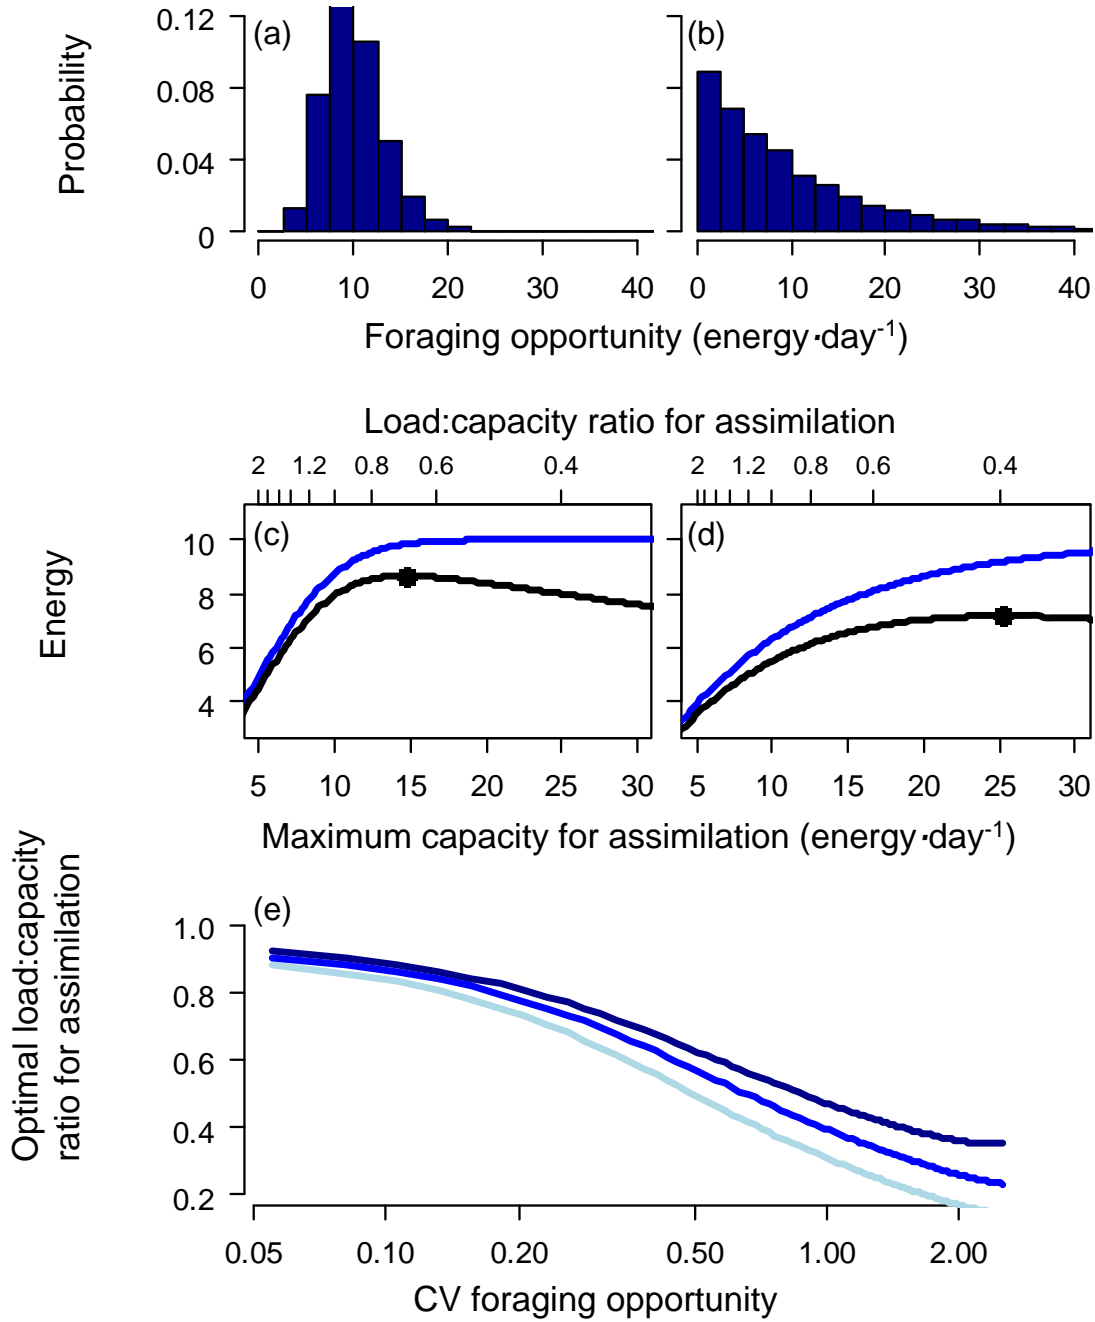 Probability
0.12
0.08
0.04
0
(a)
(b)
0 10 20 30 40
0 10 20 30 40
Foraging opportunity (energy·day-1)
Load:capacity ratio for assimilation
2 1.2 0.8 0.6 0.4
2 1.2 0.8 0.6 0.4
Energy
10
8
6
4
(c)
(d)
5 10 15 20 25 30
5 10 15 20 25 30
Maximum capacity for assimilation (energy·day-1)
Optimal load:capacity
ratio for assimilation
(e)
1.0
0.8
0.6
0.4
0.2
0.05 0.10 0.20 0.50 1.00 2.00
CV foraging opportunity